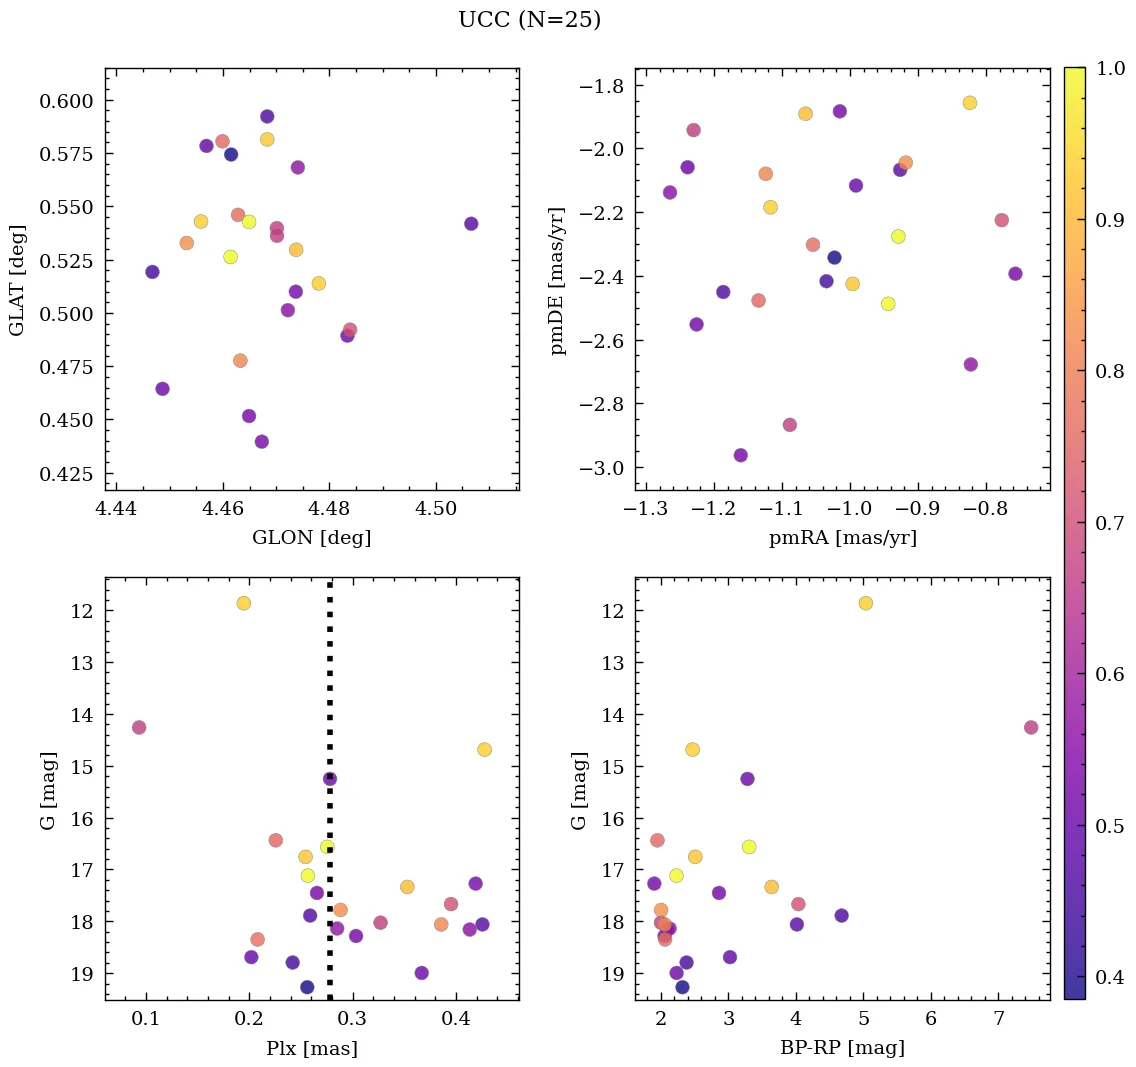 UCC (N=25)
0.600
0.575
0.550
0.525
0.500
0.475
0.450
0.425
GLAT [deg]
4.44 4.46 4.48 4.50
GLON [deg]
−1.8
−2.0
−2.2
−2.4
−2.6
−2.8
−3.0
pmDE [mas/yr]
−1.3 −1.2 −1.1 −1.0 −0.9 −0.8
pmRA [mas/yr]
12
13
14
15
16
17
18
19
G [mag]
0.1 0.2 0.3 0.4
Plx [mas]
12
13
14
15
16
17
18
19
G [mag]
2 3 4 5 6 7
BP-RP [mag]
1.0
0.9
0.8
0.7
0.6
0.5
0.4